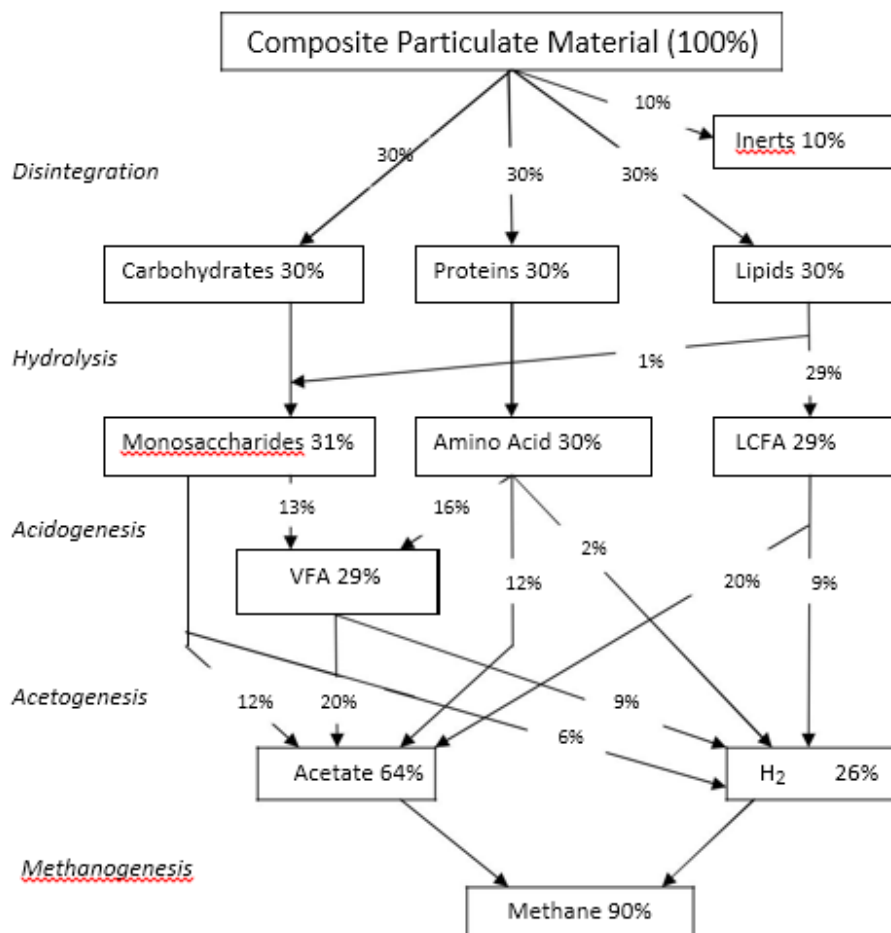 Composite Particulate Material (100%)
10%
Inerts 10%
Disintegration
30%
30%
30%
Carbohydrates 30%
Proteins 30%
Lipids 30%
Hydrolysis
1%
29%
Monosaccharides 31%
Amino Acid 30%
LCFA 29%
13%
16%
Acidogenesis
2%
VFA 29%
12%
20%
9%
Acetogenesis
12%
20%
9%
6%
Acetate 64%
H₂ 26%
Methanogenesis
Methane 90%